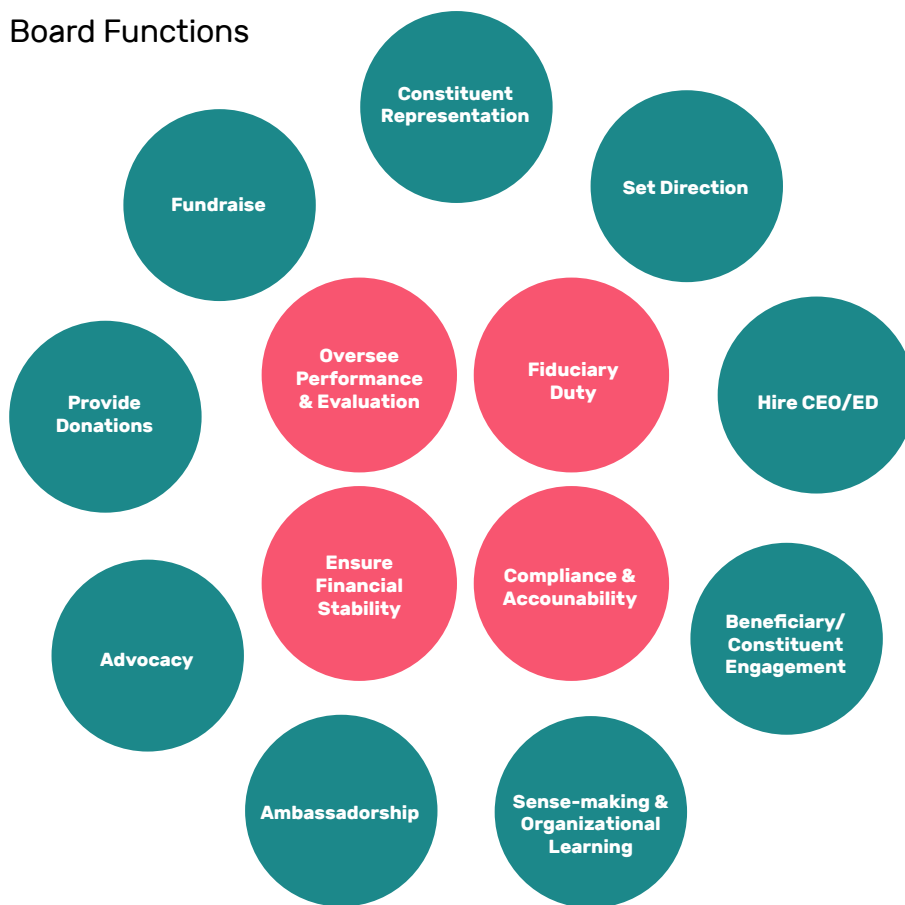 Board Functions
Constituent
Representation
Set Direction
Fundraise
Oversee
Performance
& Evaluation
Fiduciary
Duty
Provide
Donations
Hire CEO/ED
Ensure
Financial
Stability
Compliance &
Accounability
Beneficiary/
Constituent
Engagement
Advocacy
Ambassadorship
Sense-making &
Organizational
Learning